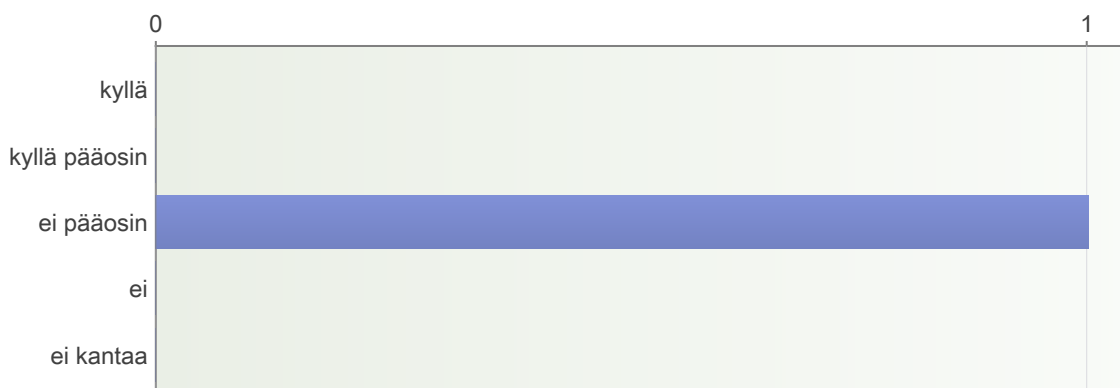 0 1
kyllä
kyllä pääosin
ei pääosin
ei
ei kantaa